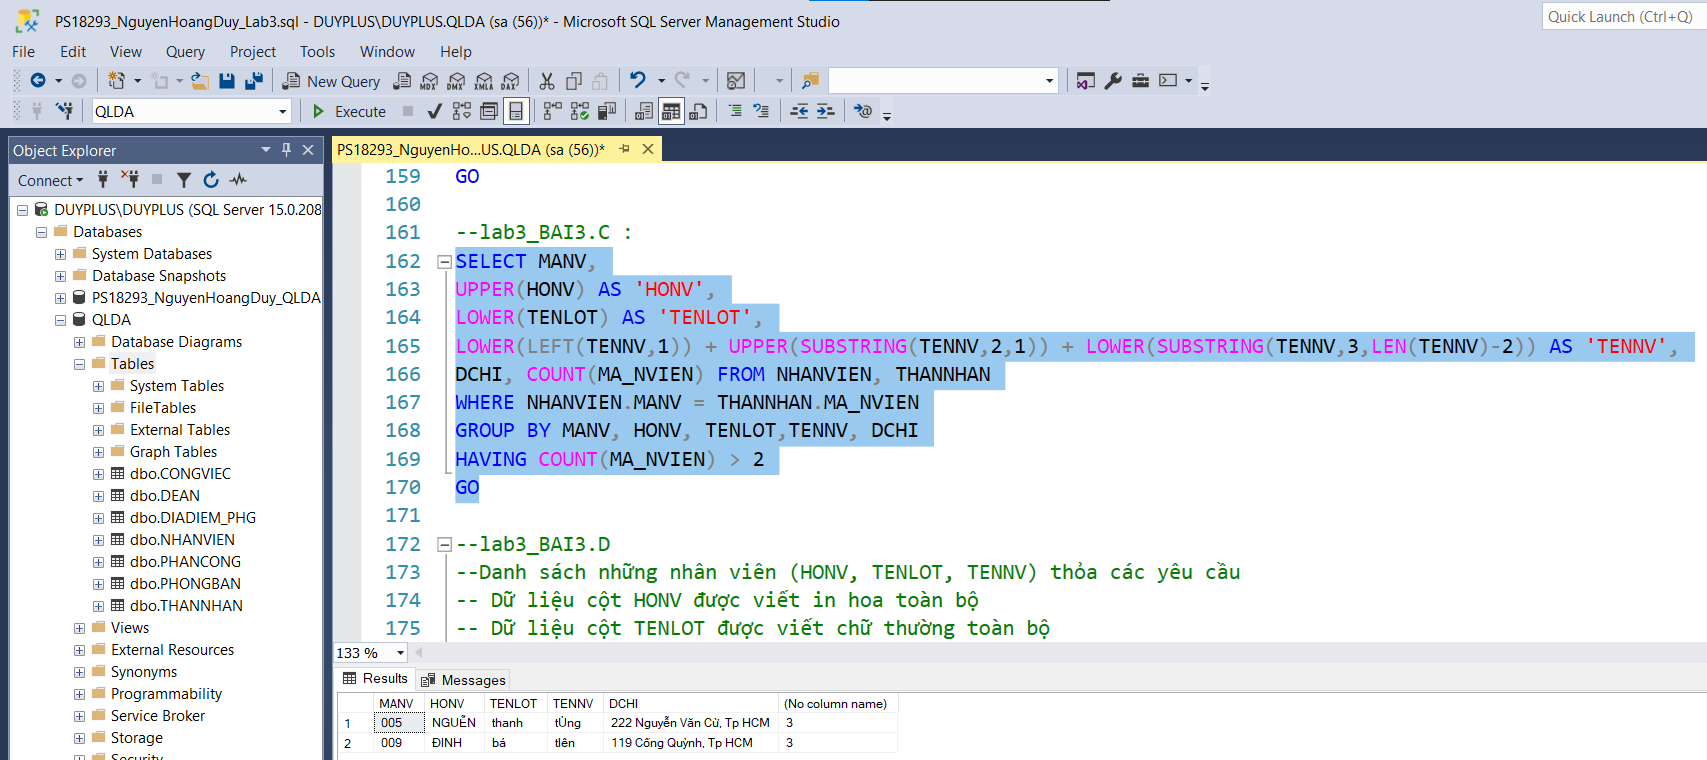 PS18293_NguyenHoangDuy_Lab3.sql - DUYPLUS\DUYPLUS.QLDA (sa (56))* - Microsoft SQL Server Management Studio
Quick Launch (Ctrl+Q)
File Edit View Query Project Tools Window Help
New Query MDX DMX XMLA DAX
QLDA Execute
Object Explorer
Connect
DUYPLUS\DUYPLUS (SQL Server 15.0.208
Databases
System Databases
Database Snapshots
PS18293_NguyenHoangDuy_QLDA
QLDA
Database Diagrams
Tables
System Tables
FileTables
External Tables
Graph Tables
dbo.CONGVIEC
dbo.DEAN
dbo.DIADIEM_PHG
dbo.NHANVIEN
dbo.PHANCONG
dbo.PHONGBAN
dbo.THANNHAN
Views
External Resources
Synonyms
Programmability
Service Broker
Storage
Security
PS18293_NguyenHo...US.QLDA (sa (56))*
159 GO
160
161 --lab3_BAI3.C :
162 SELECT MANV,
163 UPPER(HONV) AS 'HONV',
164 LOWER(TENLOT) AS 'TENLOT',
165 LOWER(LEFT(TENNV,1)) + UPPER(SUBSTRING(TENNV,2,1)) + LOWER(SUBSTRING(TENNV,3,LEN(TENNV)-2)) AS 'TENNV',
166 DCHI, COUNT(MA_NVIEN) FROM NHANVIEN, THANNHAN
167 WHERE NHANVIEN.MANV = THANNHAN.MA_NVIEN
168 GROUP BY MANV, HONV, TENLOT,TENNV, DCHI
169 HAVING COUNT(MA_NVIEN) > 2
170 GO
171
172 --lab3_BAI3.D
173 --Danh sách những nhân viên (HONV, TENLOT, TENNV) thỏa các yêu cầu
174 -- Dữ liệu cột HONV được viết in hoa toàn bộ
175 -- Dữ liệu cột TENLOT được viết chữ thường toàn bộ
133 %
Results Messages
MANV HONV TENLOT TENNV DCHI (No column name)
1 005 NGUỄN thanh tÙng 222 Nguyễn Văn Cừ, Tp HCM 3
2 009 ĐINH bá tIên 119 Cống Quỳnh, Tp HCM 3